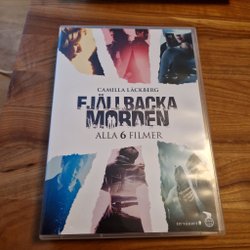 CAMILLA LÄCKBERG
FJÄLLBACKA
MORDEN
ALLA 6 FILMER